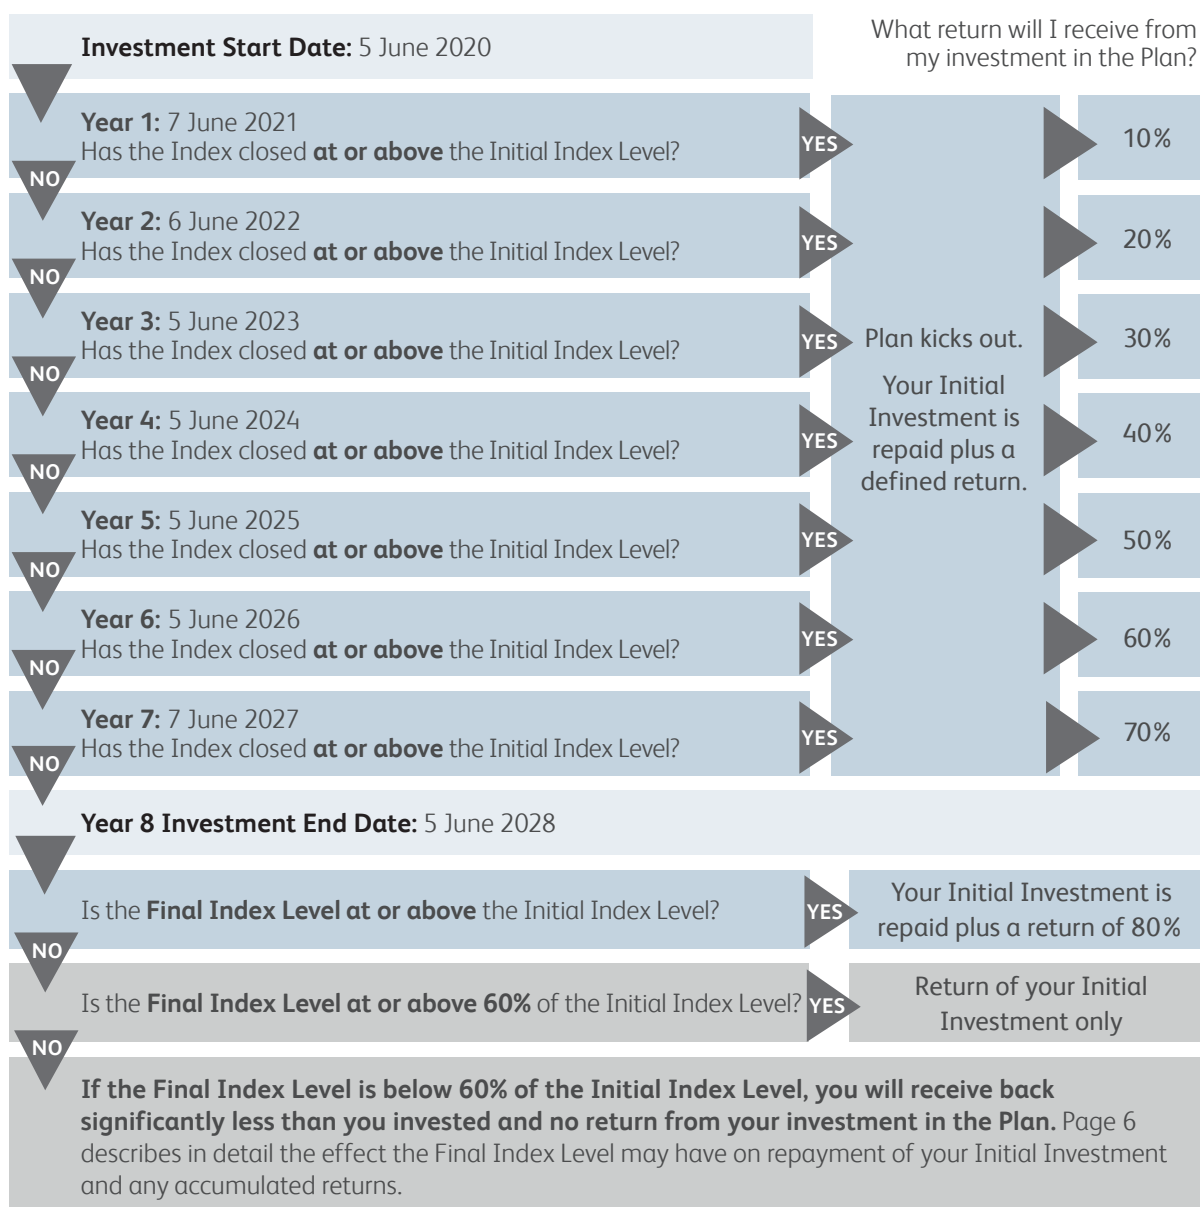 What return will I receive from
my investment in the Plan?
Investment Start Date: 5 June 2020
Year 1: 7 June 2021
Has the Index closed at or above the Initial Index Level?
YES
10%
NO
Year 2: 6 June 2022
Has the Index closed at or above the Initial Index Level?
YES
20%
NO
Year 3: 5 June 2023
Has the Index closed at or above the Initial Index Level?
YES
30%
NO
Year 4: 5 June 2024
Has the Index closed at or above the Initial Index Level?
YES
40%
NO
Year 5: 5 June 2025
Has the Index closed at or above the Initial Index Level?
YES
50%
NO
Year 6: 5 June 2026
Has the Index closed at or above the Initial Index Level?
YES
60%
NO
Year 7: 7 June 2027
Has the Index closed at or above the Initial Index Level?
YES
70%
NO
Plan kicks out.
Your Initial
Investment is
repaid plus a
defined return.
Year 8 Investment End Date: 5 June 2028
Is the Final Index Level at or above the Initial Index Level?
YES
Your Initial Investment is
repaid plus a return of 80%
NO
Is the Final Index Level at or above 60% of the Initial Index Level?
YES
Return of your Initial
Investment only
NO
If the Final Index Level is below 60% of the Initial Index Level, you will receive back
significantly less than you invested and no return from your investment in the Plan. Page 6
describes in detail the effect the Final Index Level may have on repayment of your Initial Investment
and any accumulated returns.